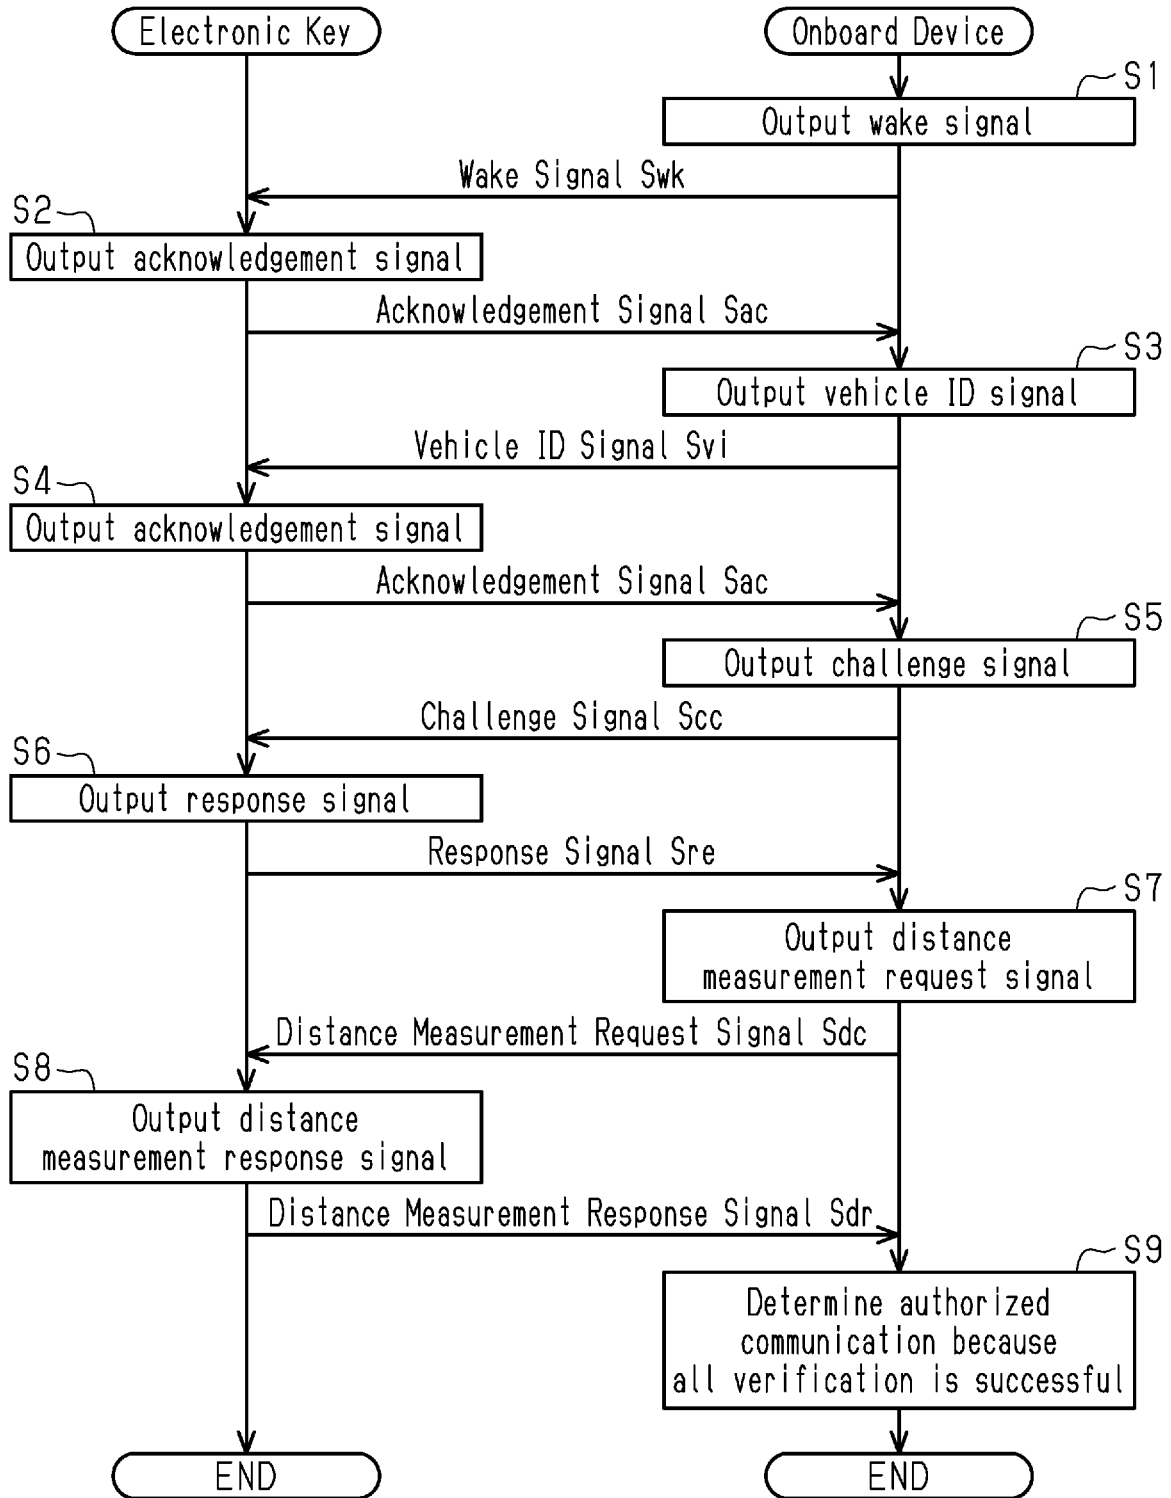 Electronic Key
Onboard Device
S1
Output wake signal
Wake Signal Swk
S2
Output acknowledgement signal
Acknowledgement Signal Sac
S3
Output vehicle ID signal
Vehicle ID Signal Svi
S4
Output acknowledgement signal
Acknowledgement Signal Sac
S5
Output challenge signal
Challenge Signal Scc
S6
Output response signal
Response Signal Sre
S7
Output distance
measurement request signal
Distance Measurement Request Signal Sdc
S8
Output distance
measurement response signal
Distance Measurement Response Signal Sdr
S9
Determine authorized
communication because
all verification is successful
END
END